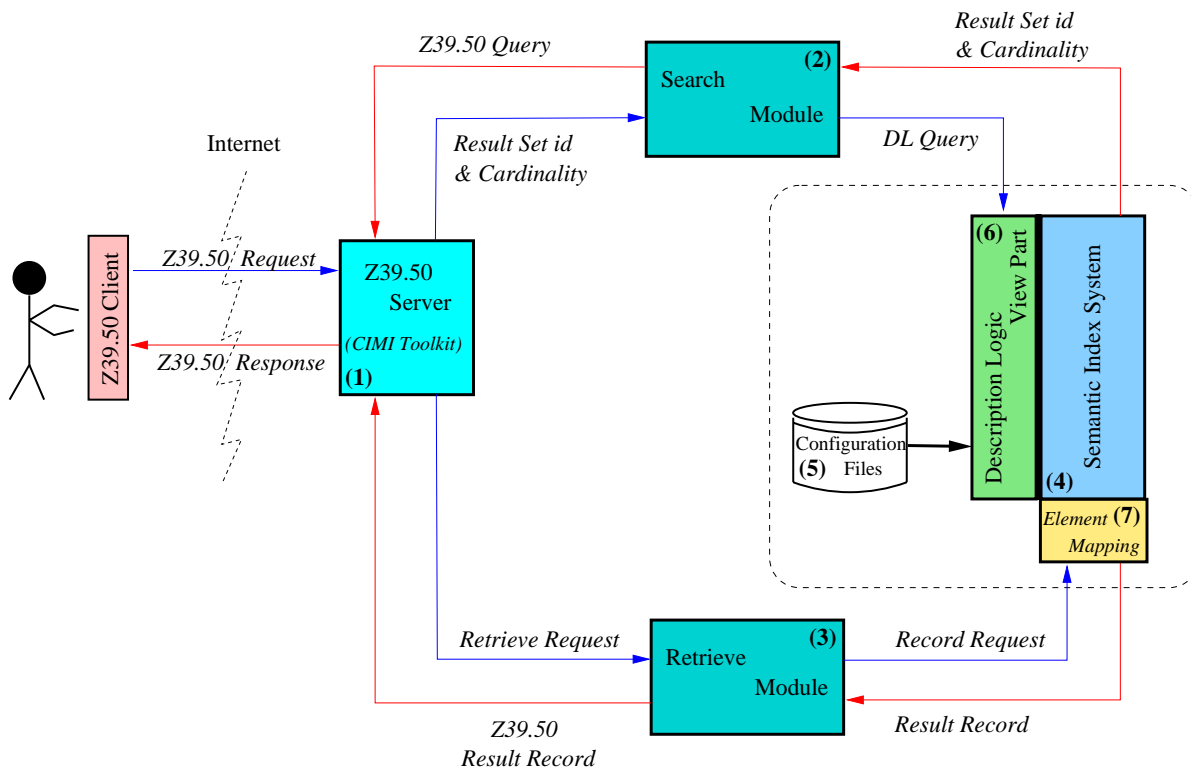 Result Set id
& Cardinality
Z39.50 Query
(2)
Search
Module
Result Set id
& Cardinality
DL Query
Internet
Z39.50 Client
Z39.50 Request
Z39.50 Response
Z39.50
Server
(CIMI Toolkit)
(1)
(6)
Description Logic
View Part
Semantic Index System
(4)
Configuration
(5) Files
Element (7)
Mapping
Retrieve Request
(3)
Retrieve
Module
Record Request
Z39.50
Result Record
Result Record